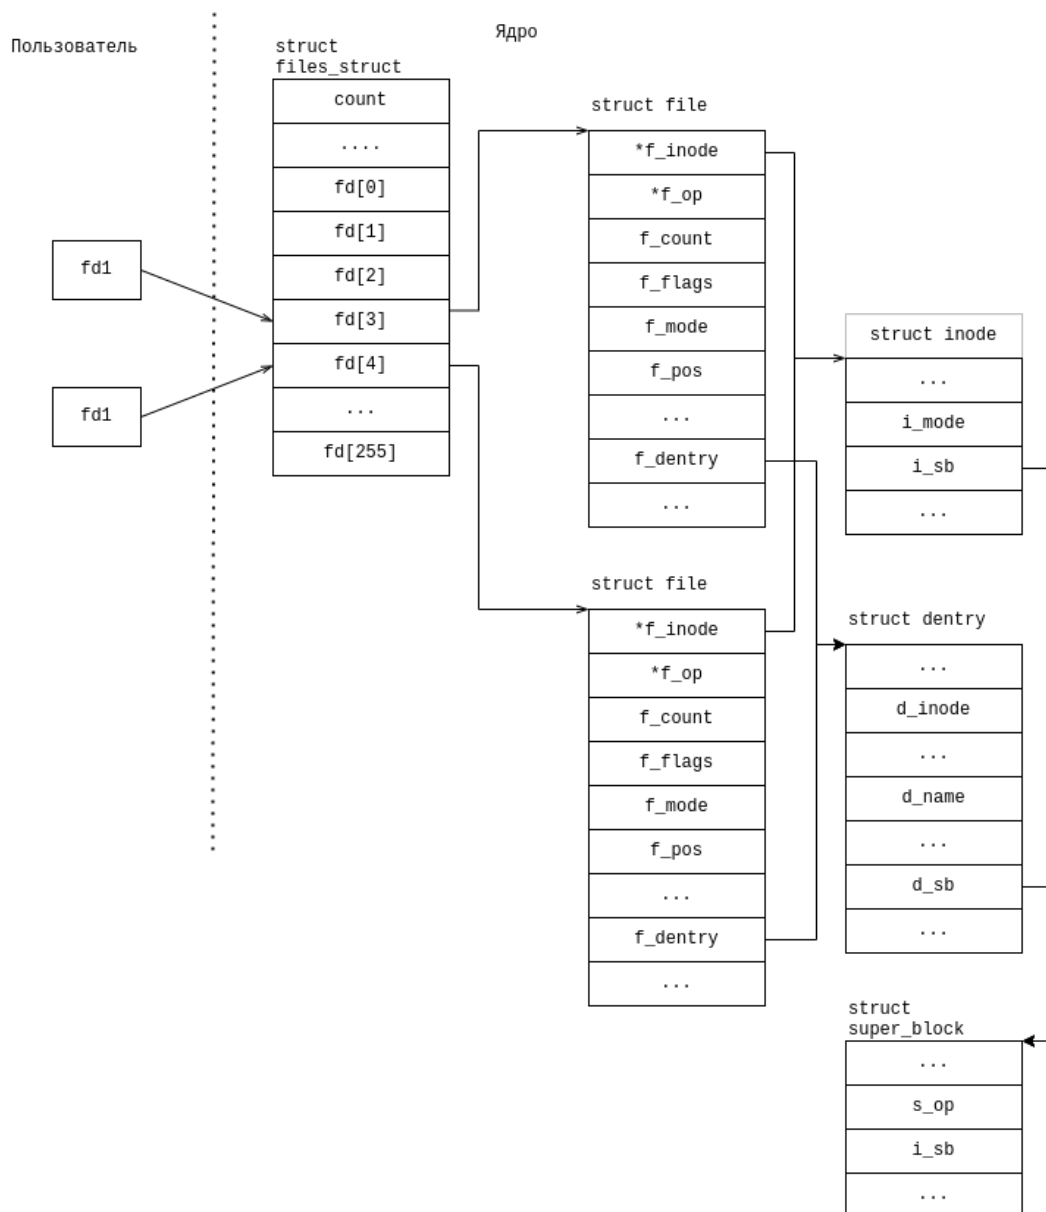 Пользователь
Ядро
struct
files_struct
count
....
fd[0]
fd[1]
fd[2]
fd[3]
fd[4]
...
fd[255]
fd1
fd1
struct file
*f_inode
*f_op
f_count
f_flags
f_mode
f_pos
...
f_dentry
...
struct file
*f_inode
*f_op
f_count
f_flags
f_mode
f_pos
...
f_dentry
...
struct inode
...
i_mode
i_sb
...
struct dentry
...
d_inode
...
d_name
...
d_sb
...
struct
super_block
...
s_op
i_sb
...